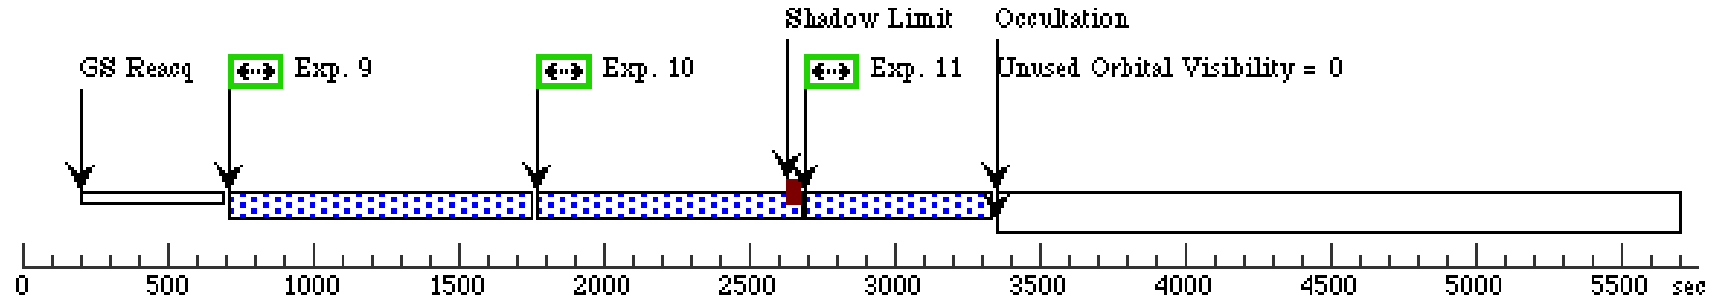 Shadow Limit
Occultation
GS Reacq
Exp. 9
Exp. 10
Exp. 11
Unused Orbital Visibility = 0
0 500 1000 1500 2000 2500 3000 3500 4000 4500 5000 5500 sec